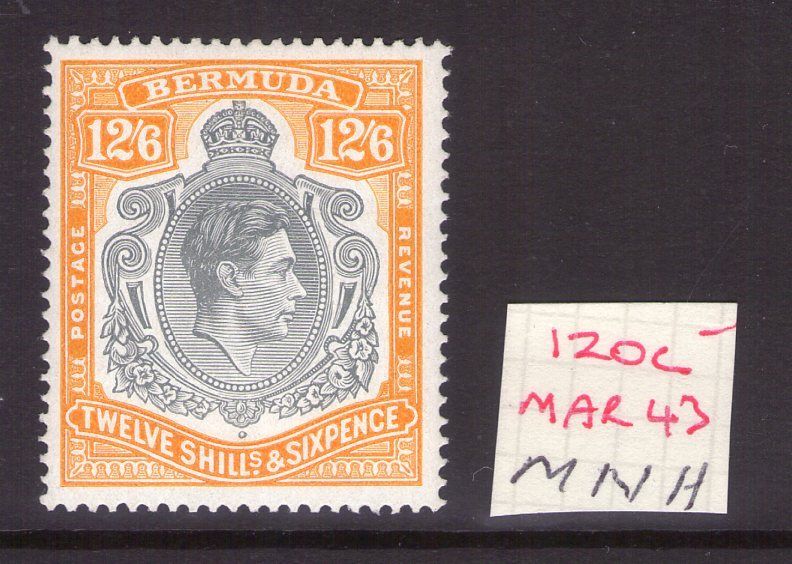 BERMUDA
12/6 12/6
POSTAGE REVENUE
TWELVE SHILLS & SIXPENCE
120C
MAR 43
MNH